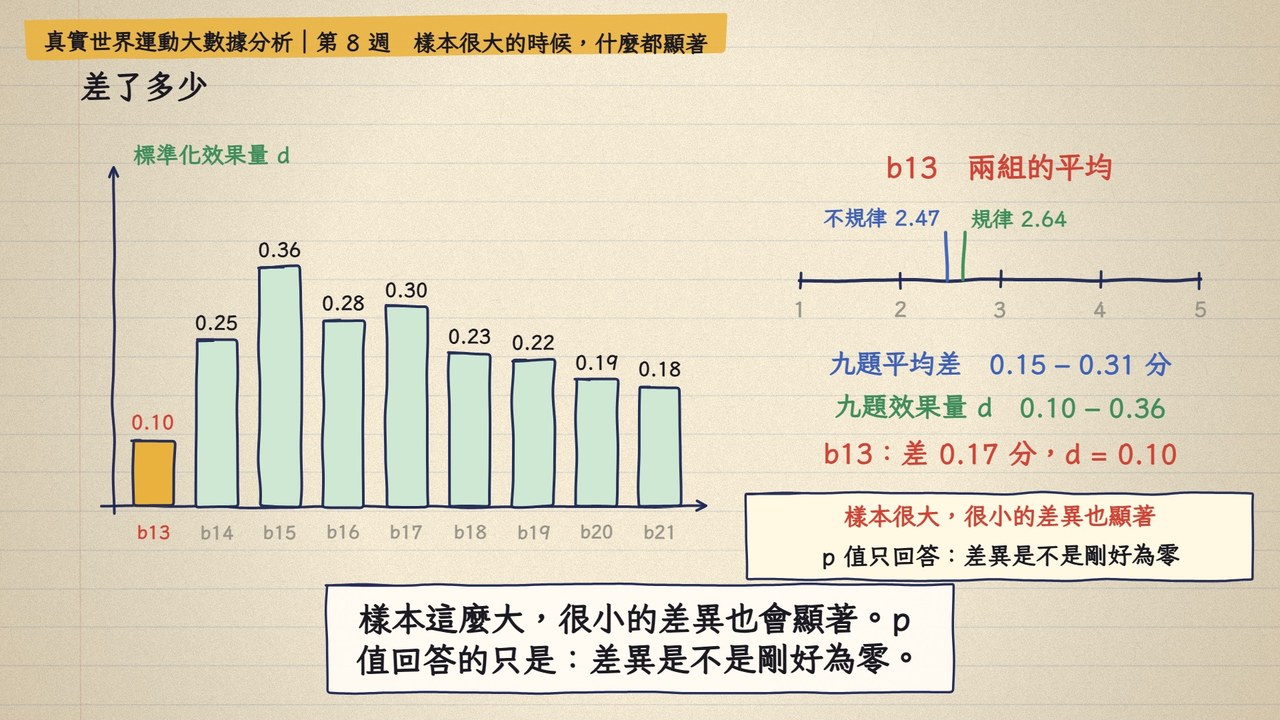 真實世界運動大數據分析｜第 8 週　樣本很大的時候，什麼都顯著
差了多少
標準化效果量 d
0.10
0.25
0.36
0.28
0.30
0.23
0.22
0.19
0.18
b13
b14
b15
b16
b17
b18
b19
b20
b21
b13　兩組的平均
不規律 2.47
規律 2.64
1
2
3
4
5
九題平均差　0.15 – 0.31 分
九題效果量 d　0.10 – 0.36
b13：差 0.17 分，d = 0.10
樣本很大，很小的差異也顯著
p 值只回答：差異是不是剛好為零
樣本這麼大，很小的差異也會顯著。p
值回答的只是：差異是不是剛好為零。